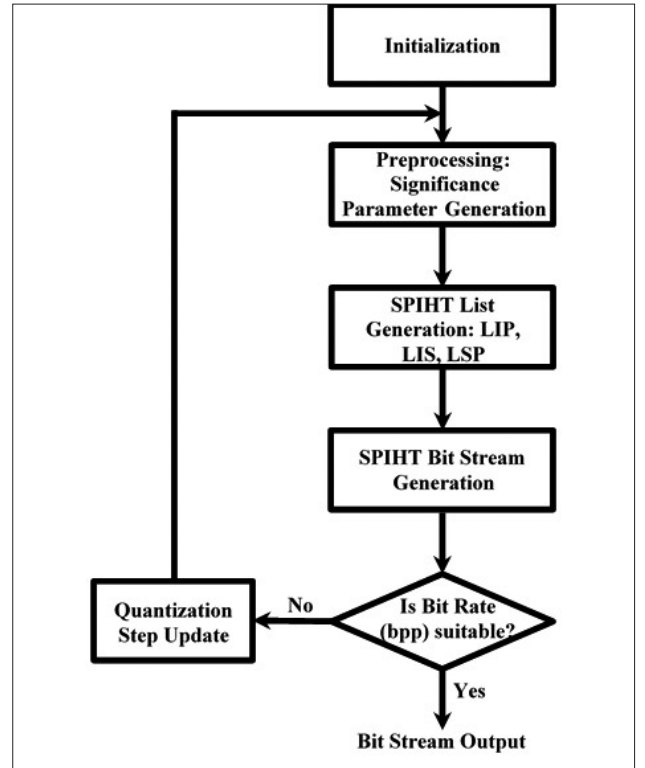 Initialization
Preprocessing:
Significance
Parameter Generation
SPIHT List
Generation: LIP,
LIS, LSP
SPIHT Bit Stream
Generation
Is Bit Rate
(bpp) suitable?
No
Quantization
Step Update
Yes
Bit Stream Output